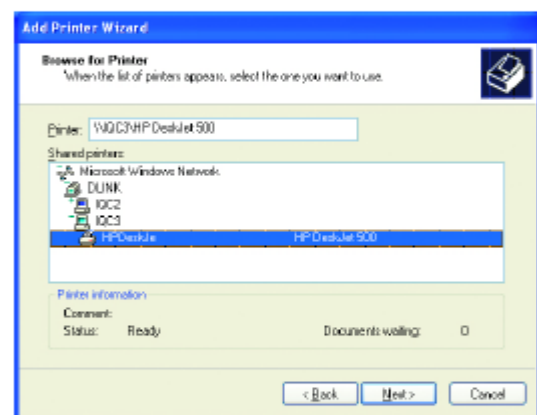 Add Printer Wizard
Browse for Printer
When the list of printers appears, select the one you want to use.
Printer: \\IQC3\HP DeskJet 500
Shared printers:
Microsoft Windows Network
DLINK
IQC2
IQC3
HPDeskJe HP DeskJet 500
Printer information
Comment:
Status: Ready Documents waiting: 0
< Back Next > Cancel